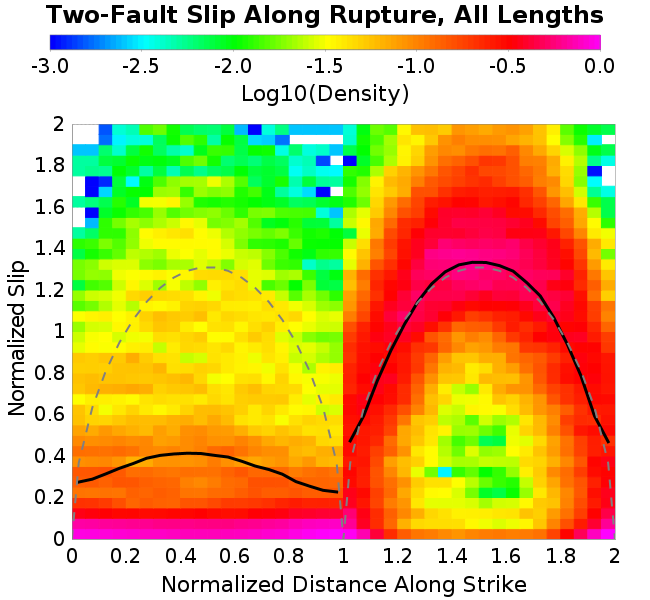 Two-Fault Slip Along Rupture, All Lengths
-3.0 -2.5 -2.0 -1.5 -1.0 -0.5 0.0
Log10(Density)
2
1.8
1.6
1.4
1.2
1
0.8
0.6
0.4
0.2
0
Normalized Slip
0 0.2 0.4 0.6 0.8 1 1.2 1.4 1.6 1.8 2
Normalized Distance Along Strike